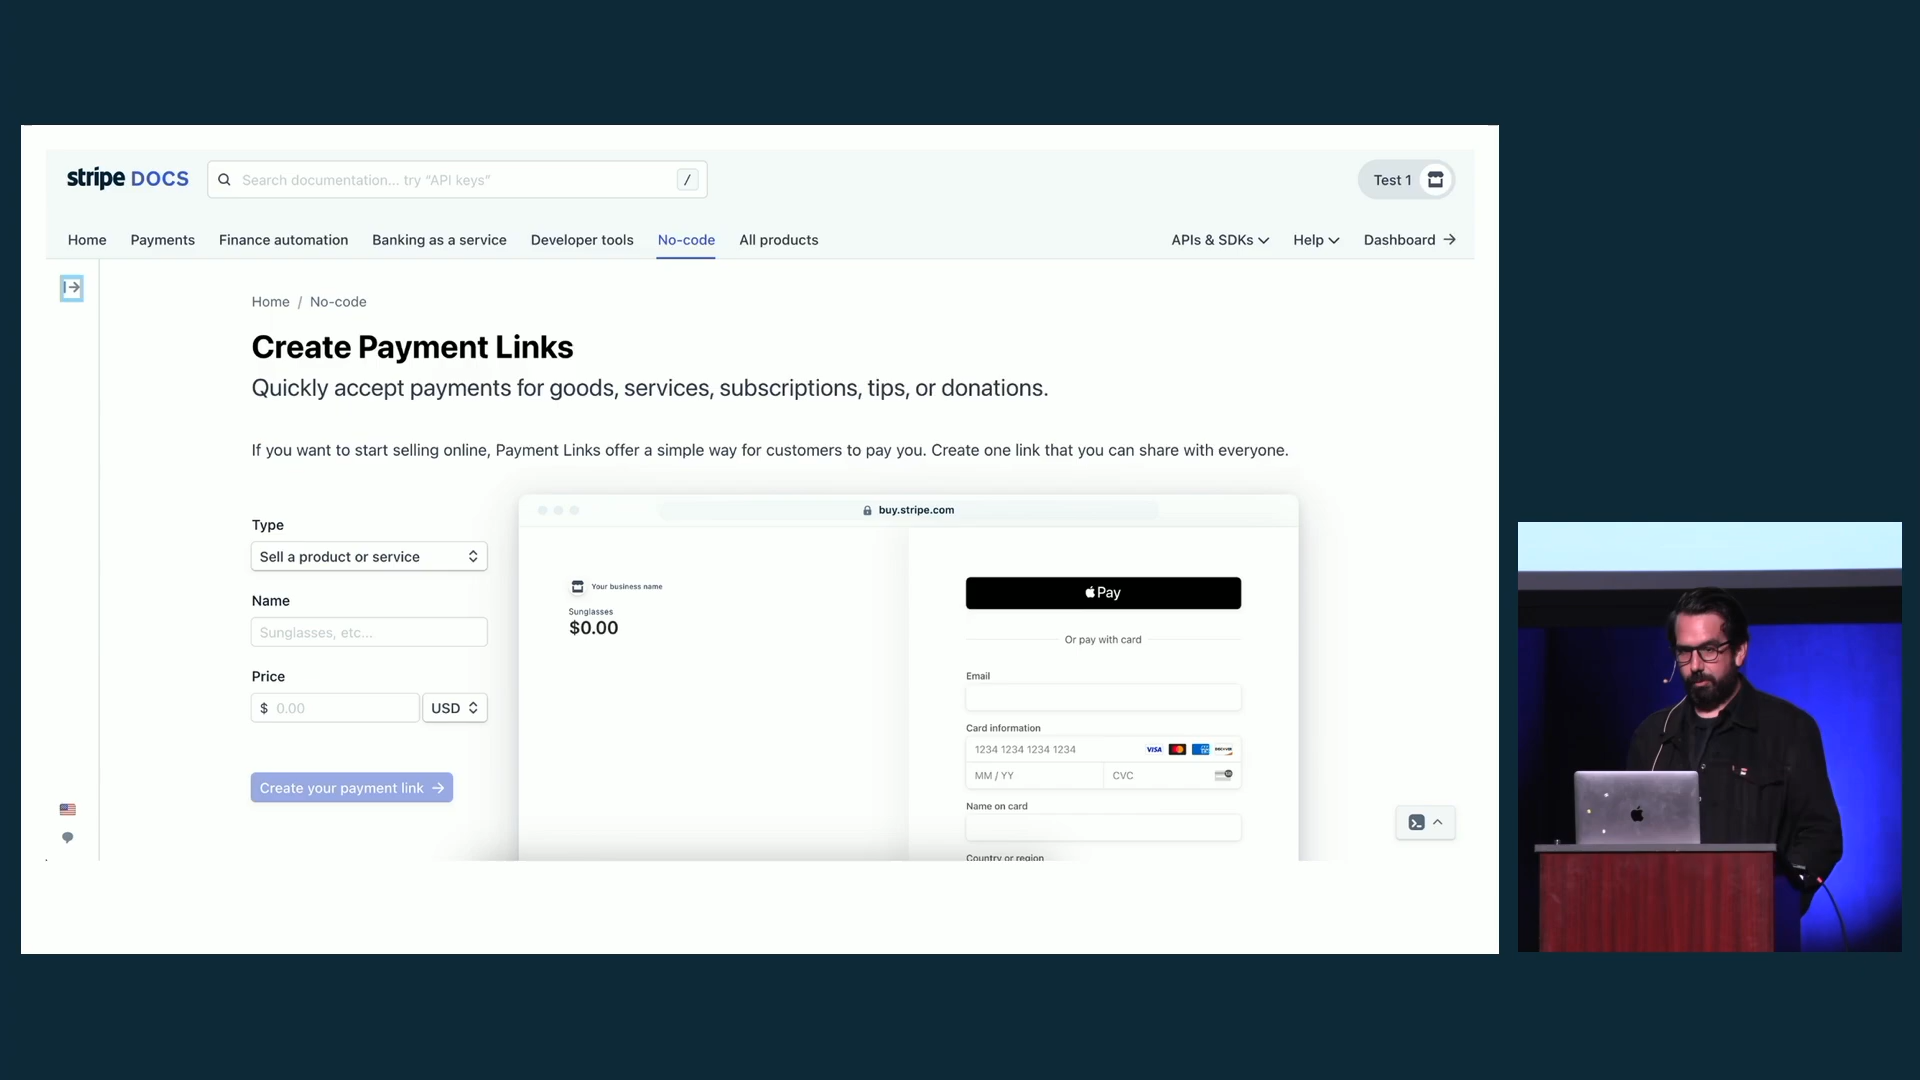 stripe DOCS
Search documentation... try “API keys”
/
Test 1
Home
Payments
Finance automation
Banking as a service
Developer tools
No-code
All products
APIs & SDKs
Help
Dashboard
Home / No-code
Create Payment Links
Quickly accept payments for goods, services, subscriptions, tips, or donations.
If you want to start selling online, Payment Links offer a simple way for customers to pay you. Create one link that you can share with everyone.
Type
Sell a product or service
Name
Sunglasses, etc...
Price
$ 0.00
USD
Create your payment link
buy.stripe.com
Your business name
Sunglasses
$0.00
Pay
Or pay with card
Email
Card information
1234 1234 1234 1234
VISA
DISCOVER
MM / YY
CVC
Name on card
Country or region